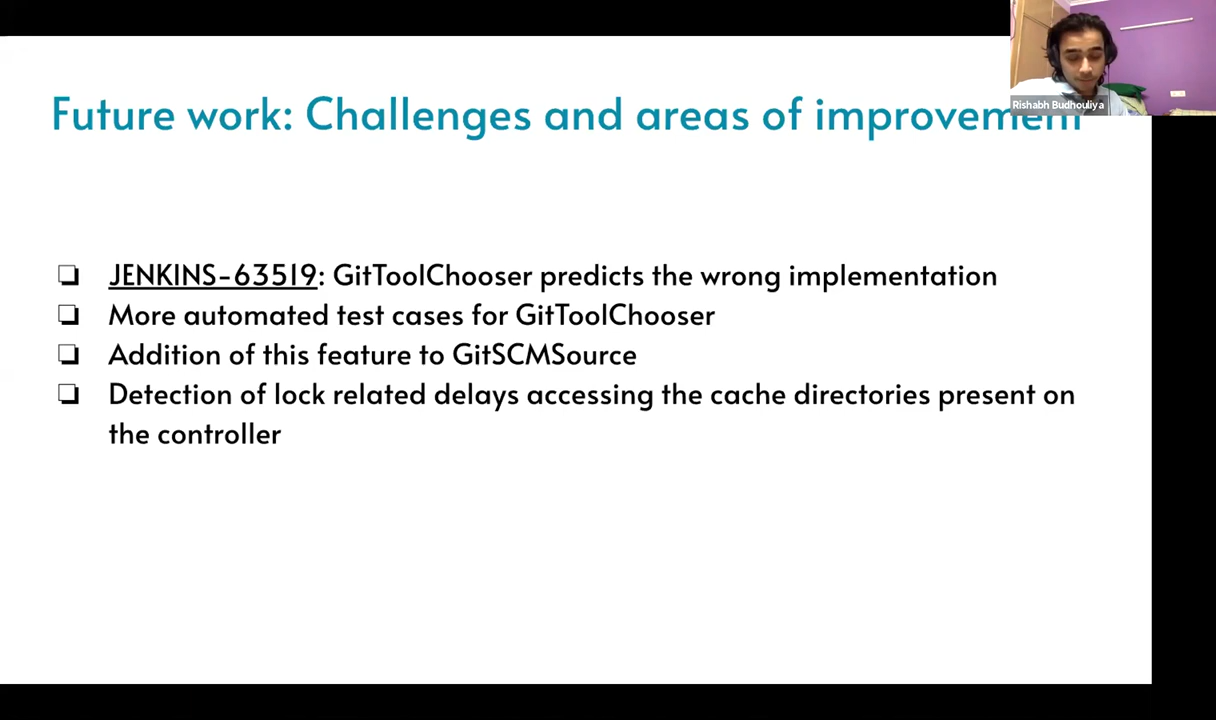 Future work: Challenges and areas of improvement
Rishabh Budhouliya
❏ JENKINS-63519: GitToolChooser predicts the wrong implementation
❏ More automated test cases for GitToolChooser
❏ Addition of this feature to GitSCMSource
❏ Detection of lock related delays accessing the cache directories present on
the controller